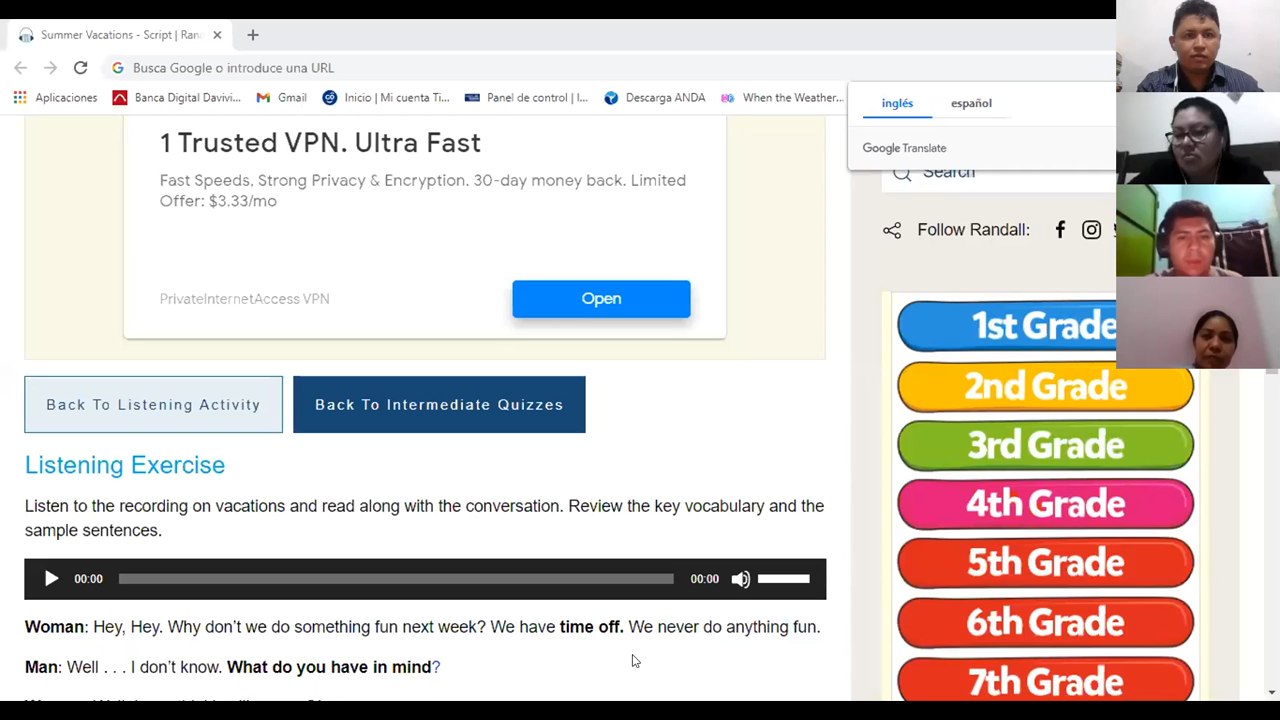 Summer Vacations - Script | Ran
Busca Google o introduce una URL
Aplicaciones
Banca Digital Davivi...
Gmail
Inicio | Mi cuenta Ti...
Panel de control | I...
Descarga ANDA
When the Weather...
inglés
español
Google Translate
1 Trusted VPN. Ultra Fast
Fast Speeds, Strong Privacy & Encryption. 30-day money back. Limited
Offer: $3.33/mo
PrivateInternetAccess VPN
Open
Search
Follow Randall:
1st Grade
2nd Grade
3rd Grade
4th Grade
5th Grade
6th Grade
7th Grade
Back To Listening Activity
Back To Intermediate Quizzes
Listening Exercise
Listen to the recording on vacations and read along with the conversation. Review the key vocabulary and the
sample sentences.
00:00
00:00
Woman: Hey, Hey. Why don't we do something fun next week? We have time off. We never do anything fun.
Man: Well . . . I don't know. What do you have in mind?